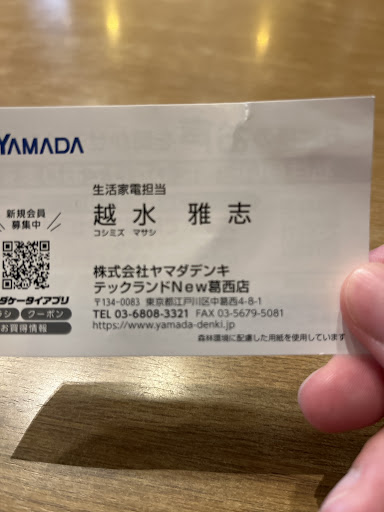 YAMADA
生活家電担当
越水 雅志
コシミズ マサシ
新規会員
募集中
株式会社ヤマダデンキ
テックランドNew葛西店
〒134-0083 東京都江戸川区中葛西4-8-1
TEL 03-6808-3321 FAX 03-5679-5081
https://www.yamada-denki.jp
森林環境に配慮した用紙を使用しています
ダケータイアプリ
ラシ クーポン
お買得情報